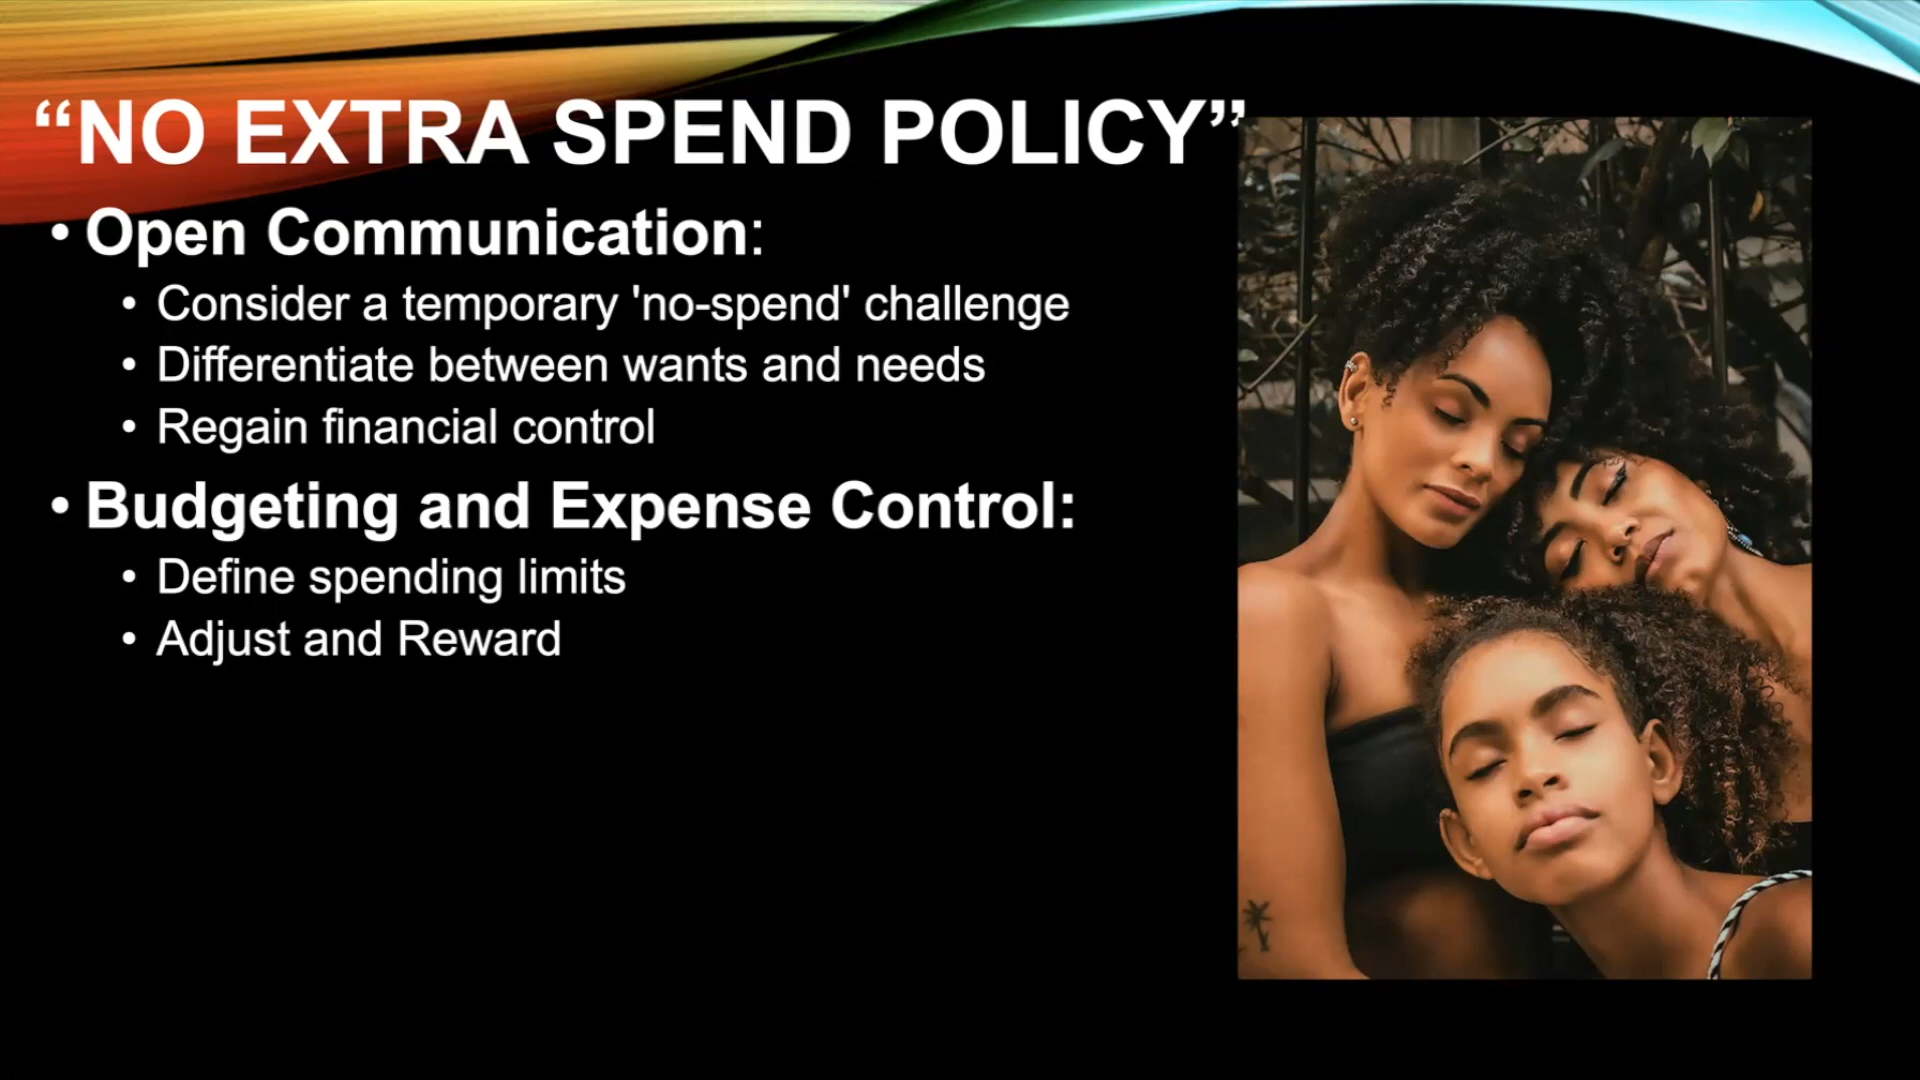 “NO EXTRA SPEND POLICY”
• Open Communication:
• Consider a temporary 'no-spend' challenge
• Differentiate between wants and needs
• Regain financial control
• Budgeting and Expense Control:
• Define spending limits
• Adjust and Reward